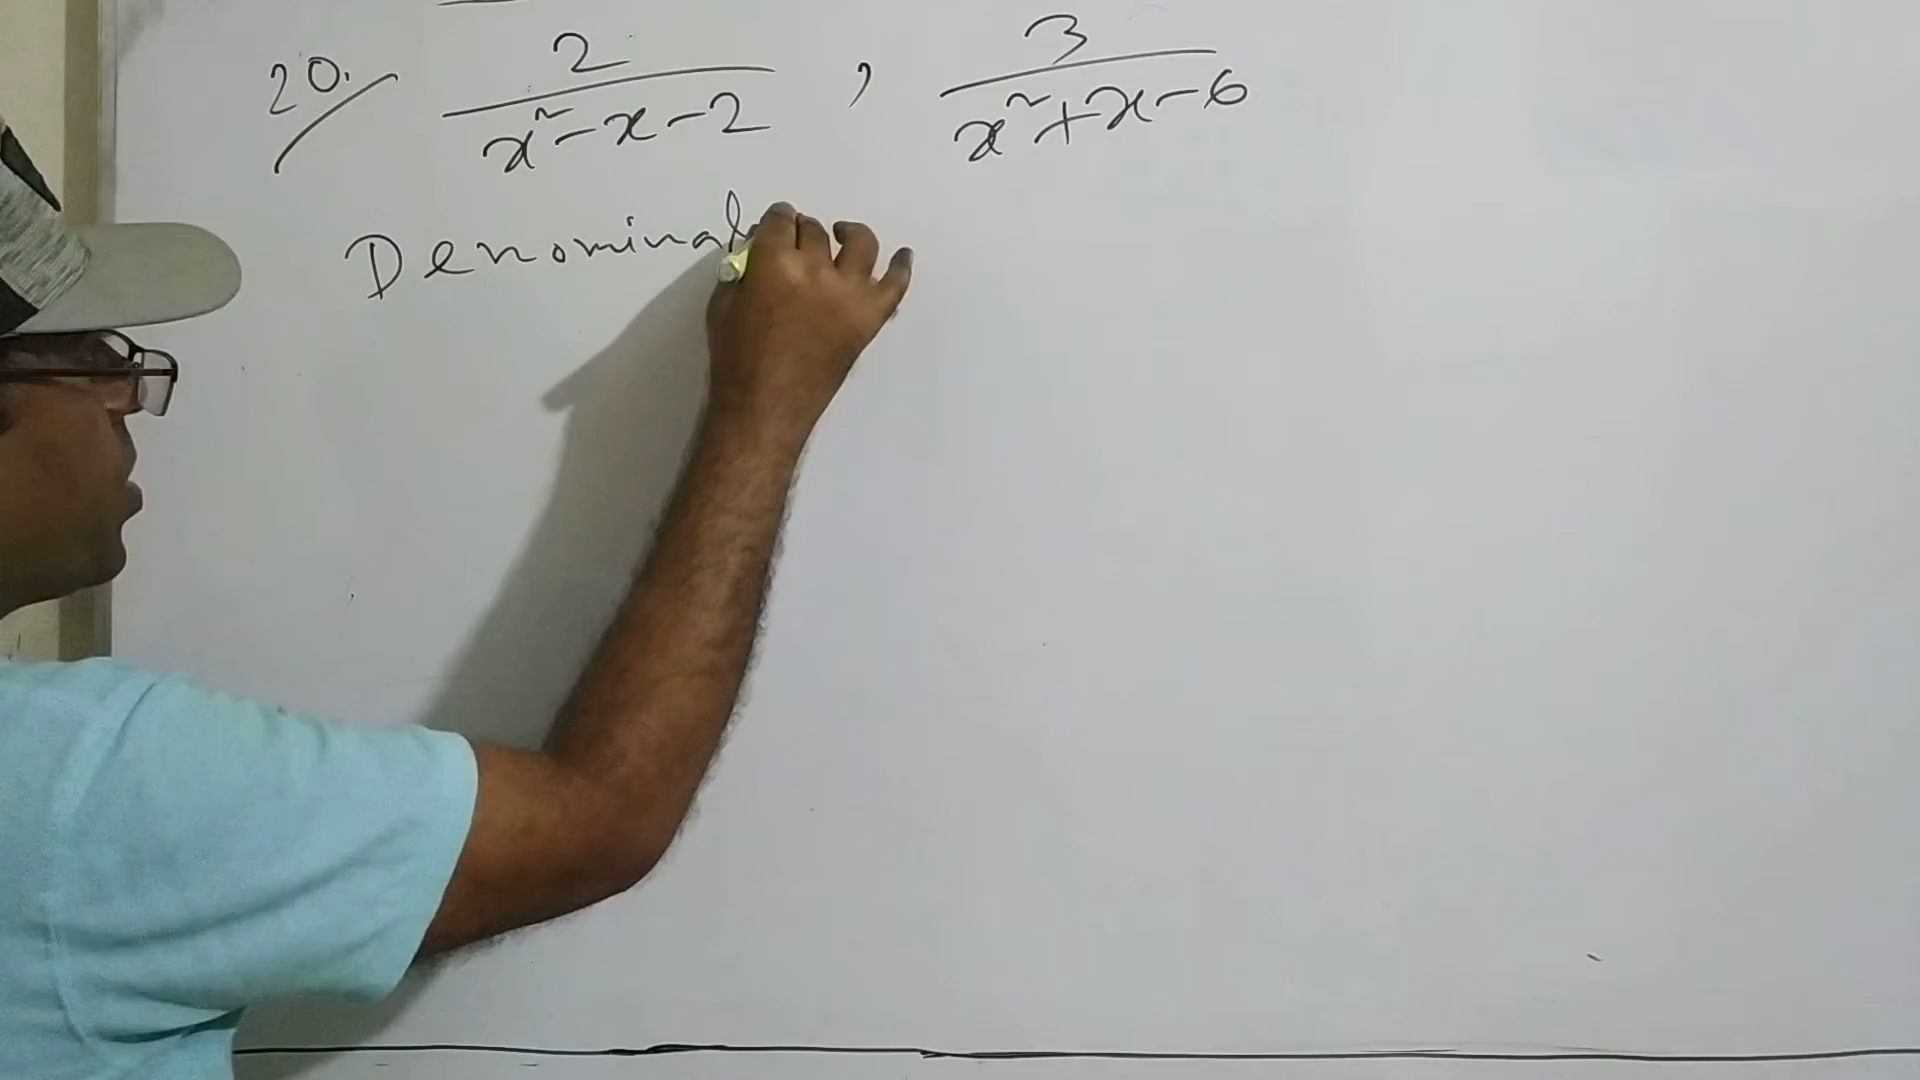 20. 2/(x²-x-2) , 3/(x²+x-6)
Denominat